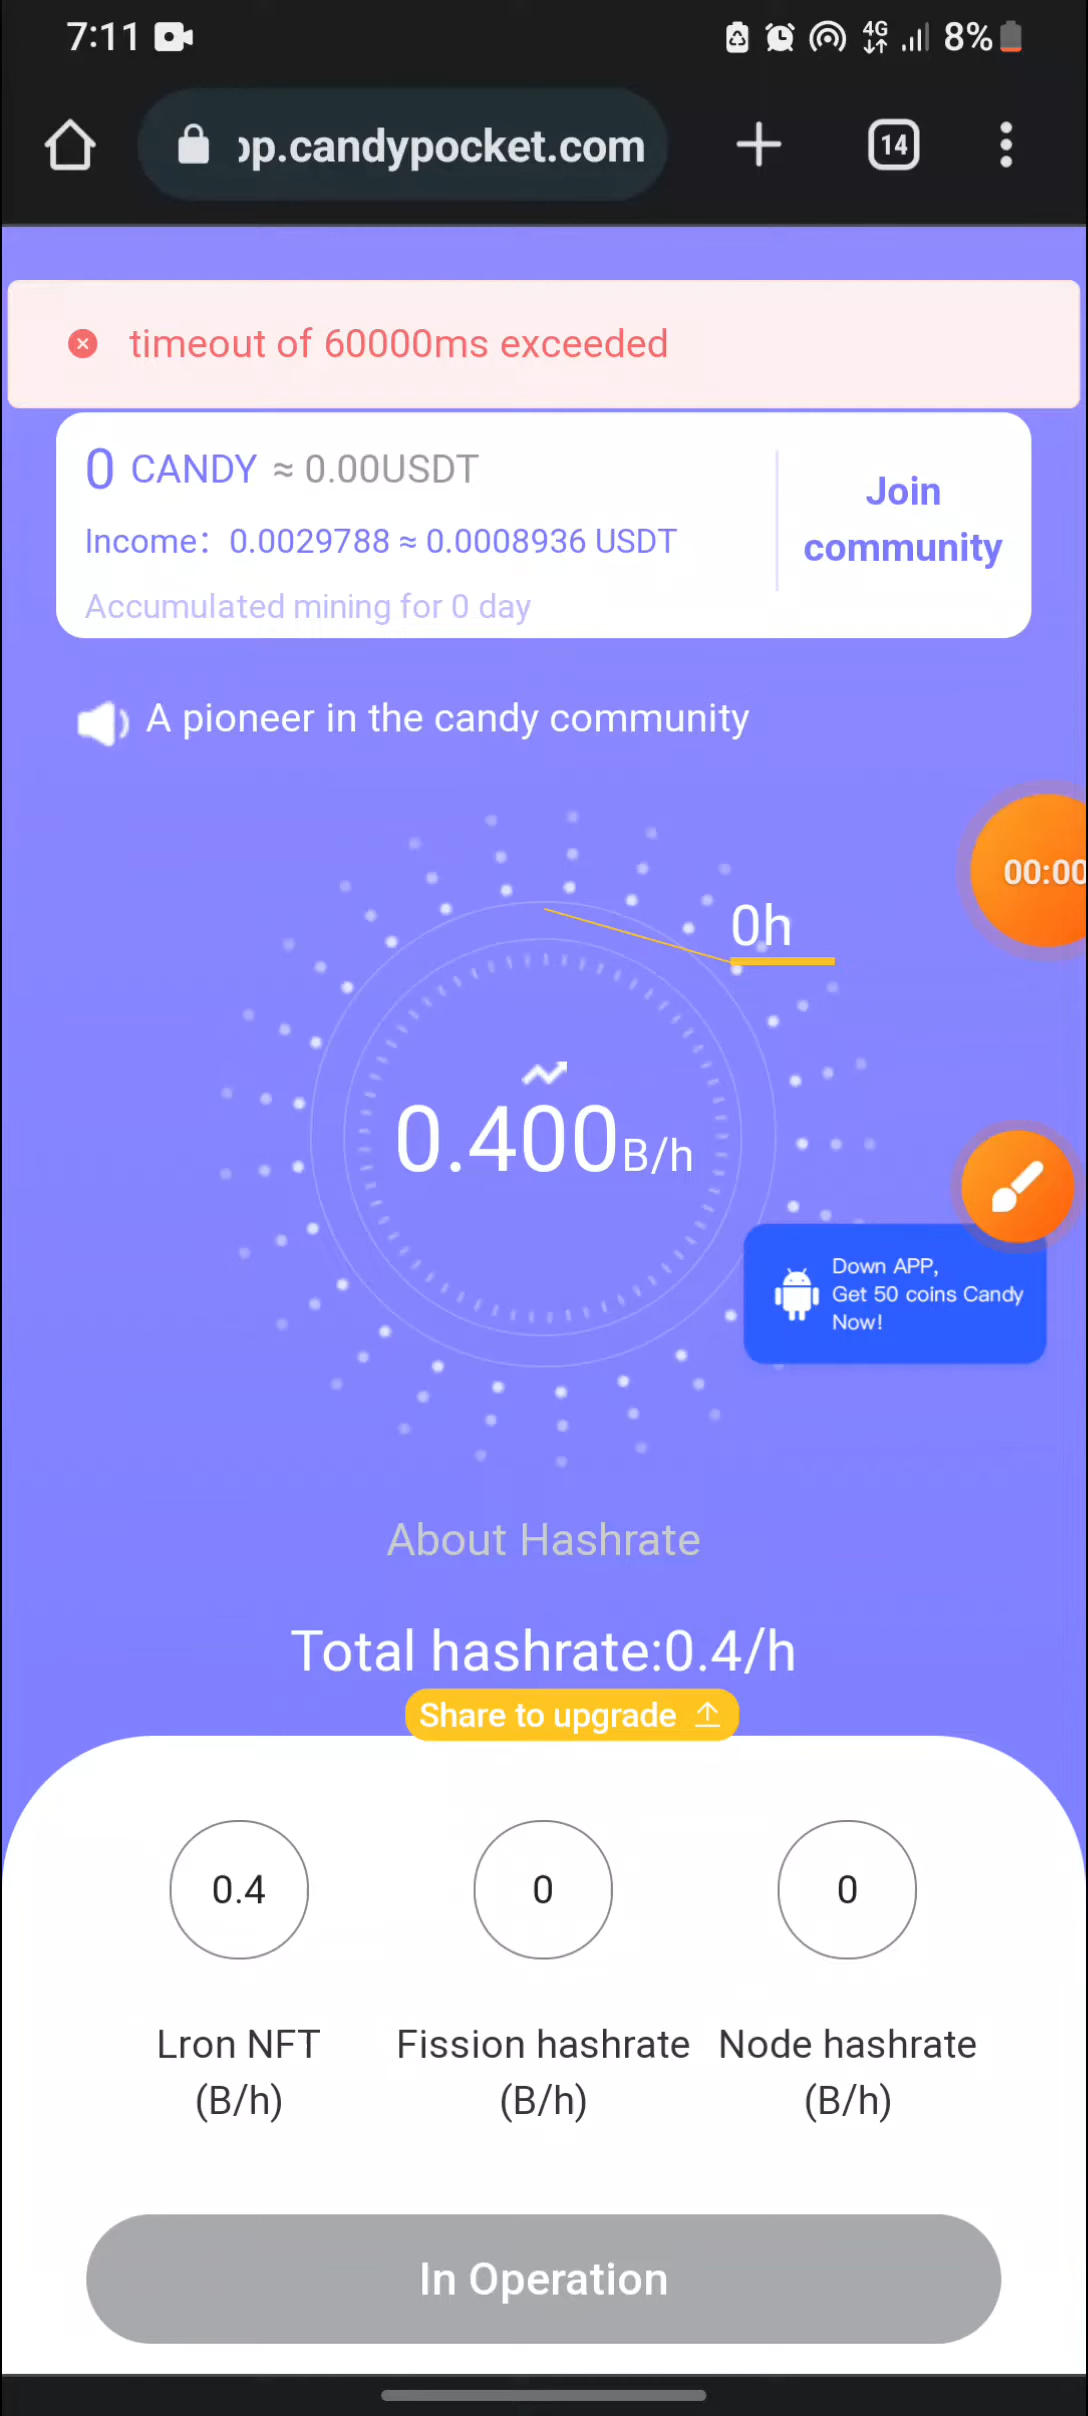 7:11
4G
8%
pp.candypocket.com
14
timeout of 60000ms exceeded
0 CANDY ≈ 0.00USDT
Income：0.0029788 ≈ 0.0008936 USDT
Accumulated mining for 0 day
Join
community
A pioneer in the candy community
00:00
0h
0.400B/h
Down APP,
Get 50 coins Candy
Now!
About Hashrate
Total hashrate:0.4/h
Share to upgrade
0.4
0
0
Lron NFT
(B/h)
Fission hashrate
(B/h)
Node hashrate
(B/h)
In Operation